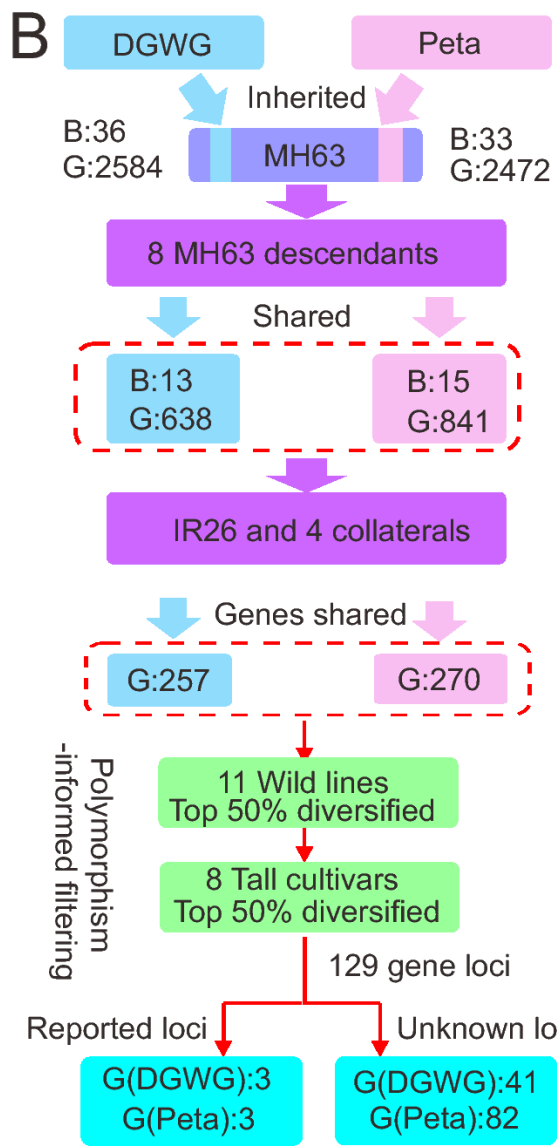 B
DGWG
Peta
Inherited
B:36
G:2584
MH63
B:33
G:2472
8 MH63 descendants
Shared
B:13
G:638
B:15
G:841
IR26 and 4 collaterals
Genes shared
G:257
G:270
Polymorphism
-informed filtering
11 Wild lines
Top 50% diversified
8 Tall cultivars
Top 50% diversified
129 gene loci
Reported loci
Unknown lo
G(DGWG):3
G(Peta):3
G(DGWG):41
G(Peta):82